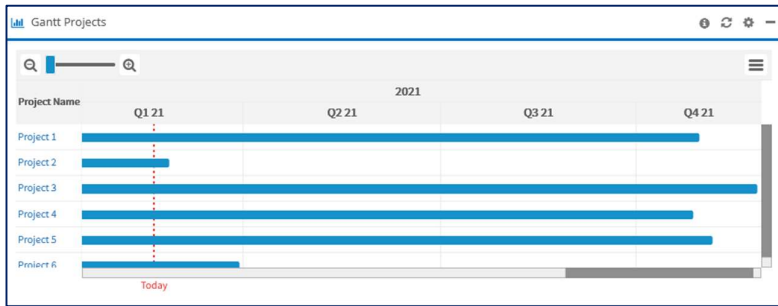 Gantt Projects
2021
Project Name
Q1 21 Q2 21 Q3 21 Q4 21
Project 1
Project 2
Project 3
Project 4
Project 5
Project 6
Today